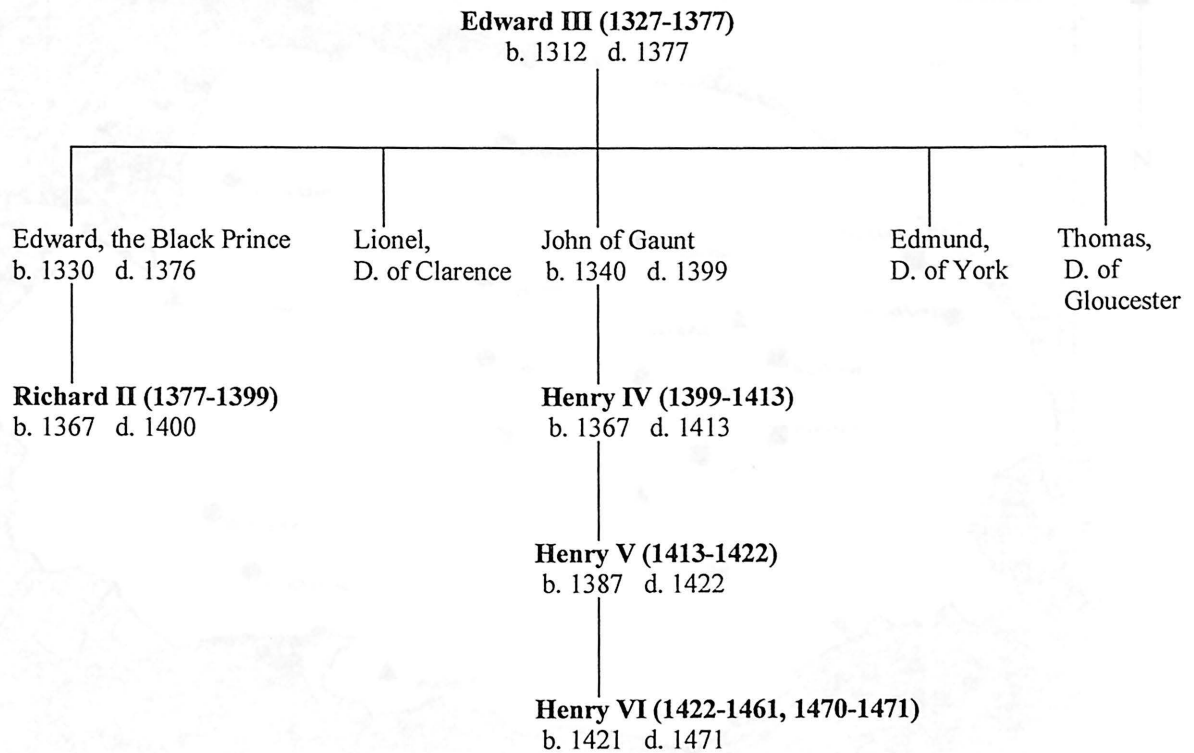 Edward III (1327-1377)
b. 1312 d. 1377
Edward, the Black Prince
b. 1330 d. 1376
Lionel,
D. of Clarence
John of Gaunt
b. 1340 d. 1399
Edmund,
D. of York
Thomas,
D. of
Gloucester
Richard II (1377-1399)
b. 1367 d. 1400
Henry IV (1399-1413)
b. 1367 d. 1413
Henry V (1413-1422)
b. 1387 d. 1422
Henry VI (1422-1461, 1470-1471)
b. 1421 d. 1471